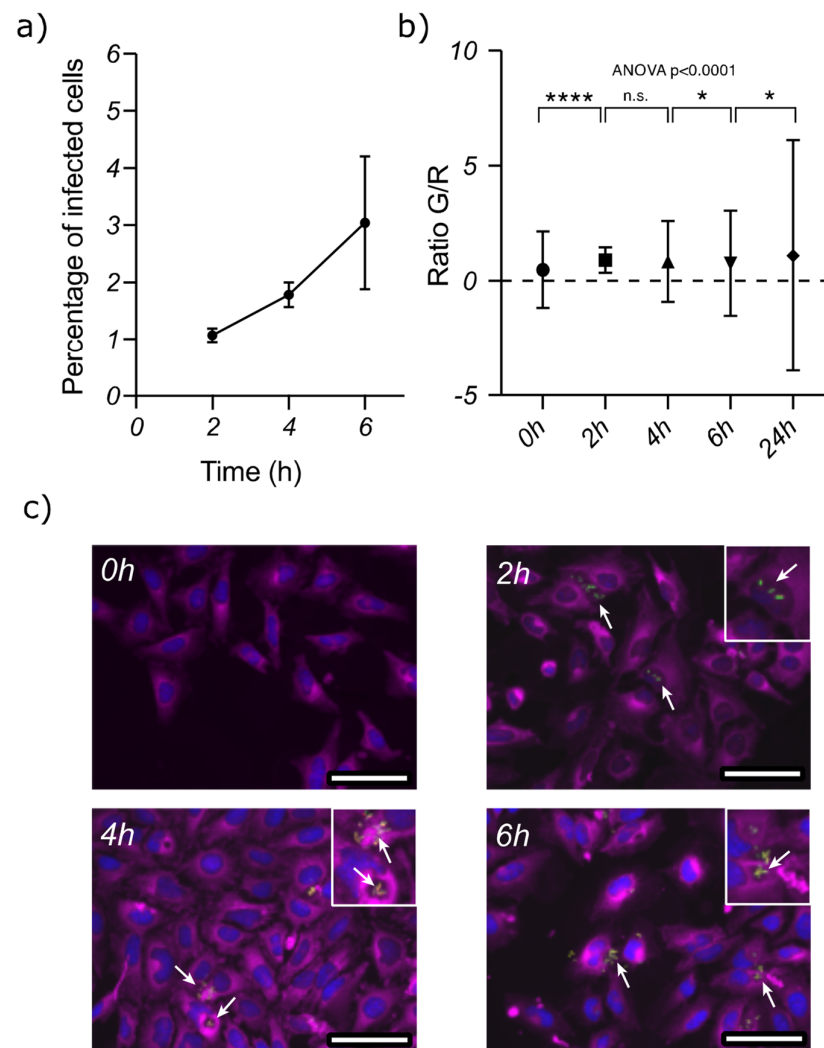 a)
Percentage of infected cells
6
5
4
3
2
1
0
0 2 4 6
Time (h)
b)
Ratio G/R
10
5
0
-5
ANOVA p<0.0001
**** n.s. * *
0h 2h 4h 6h 24h
c)
0h
2h
4h
6h